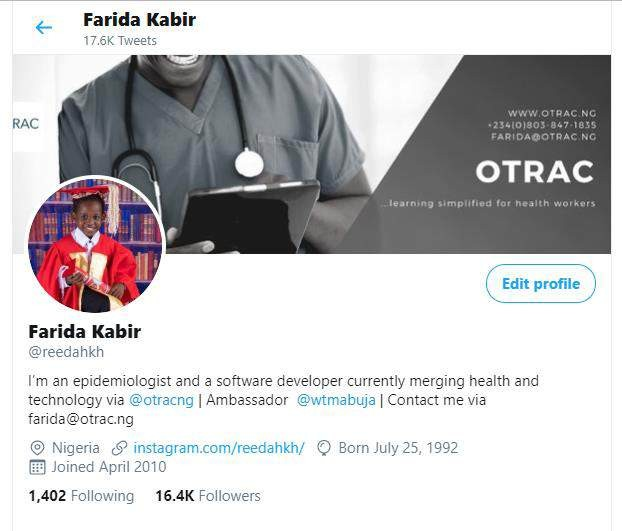 Farida Kabir
17.6K Tweets
RAC
WWW.OTRAC.NG
+234(0)803-847-1835
FARIDA@OTRAC.NG
OTRAC
...learning simplified for health workers
Edit profile
Farida Kabir
@reedahkh
I'm an epidemiologist and a software developer currently merging health and
technology via @otracng | Ambassador @wtmabuja | Contact me via
farida@otrac.ng
Nigeria instagram.com/reedahkh/ Born July 25, 1992
Joined April 2010
1,402 Following 16.4K Followers